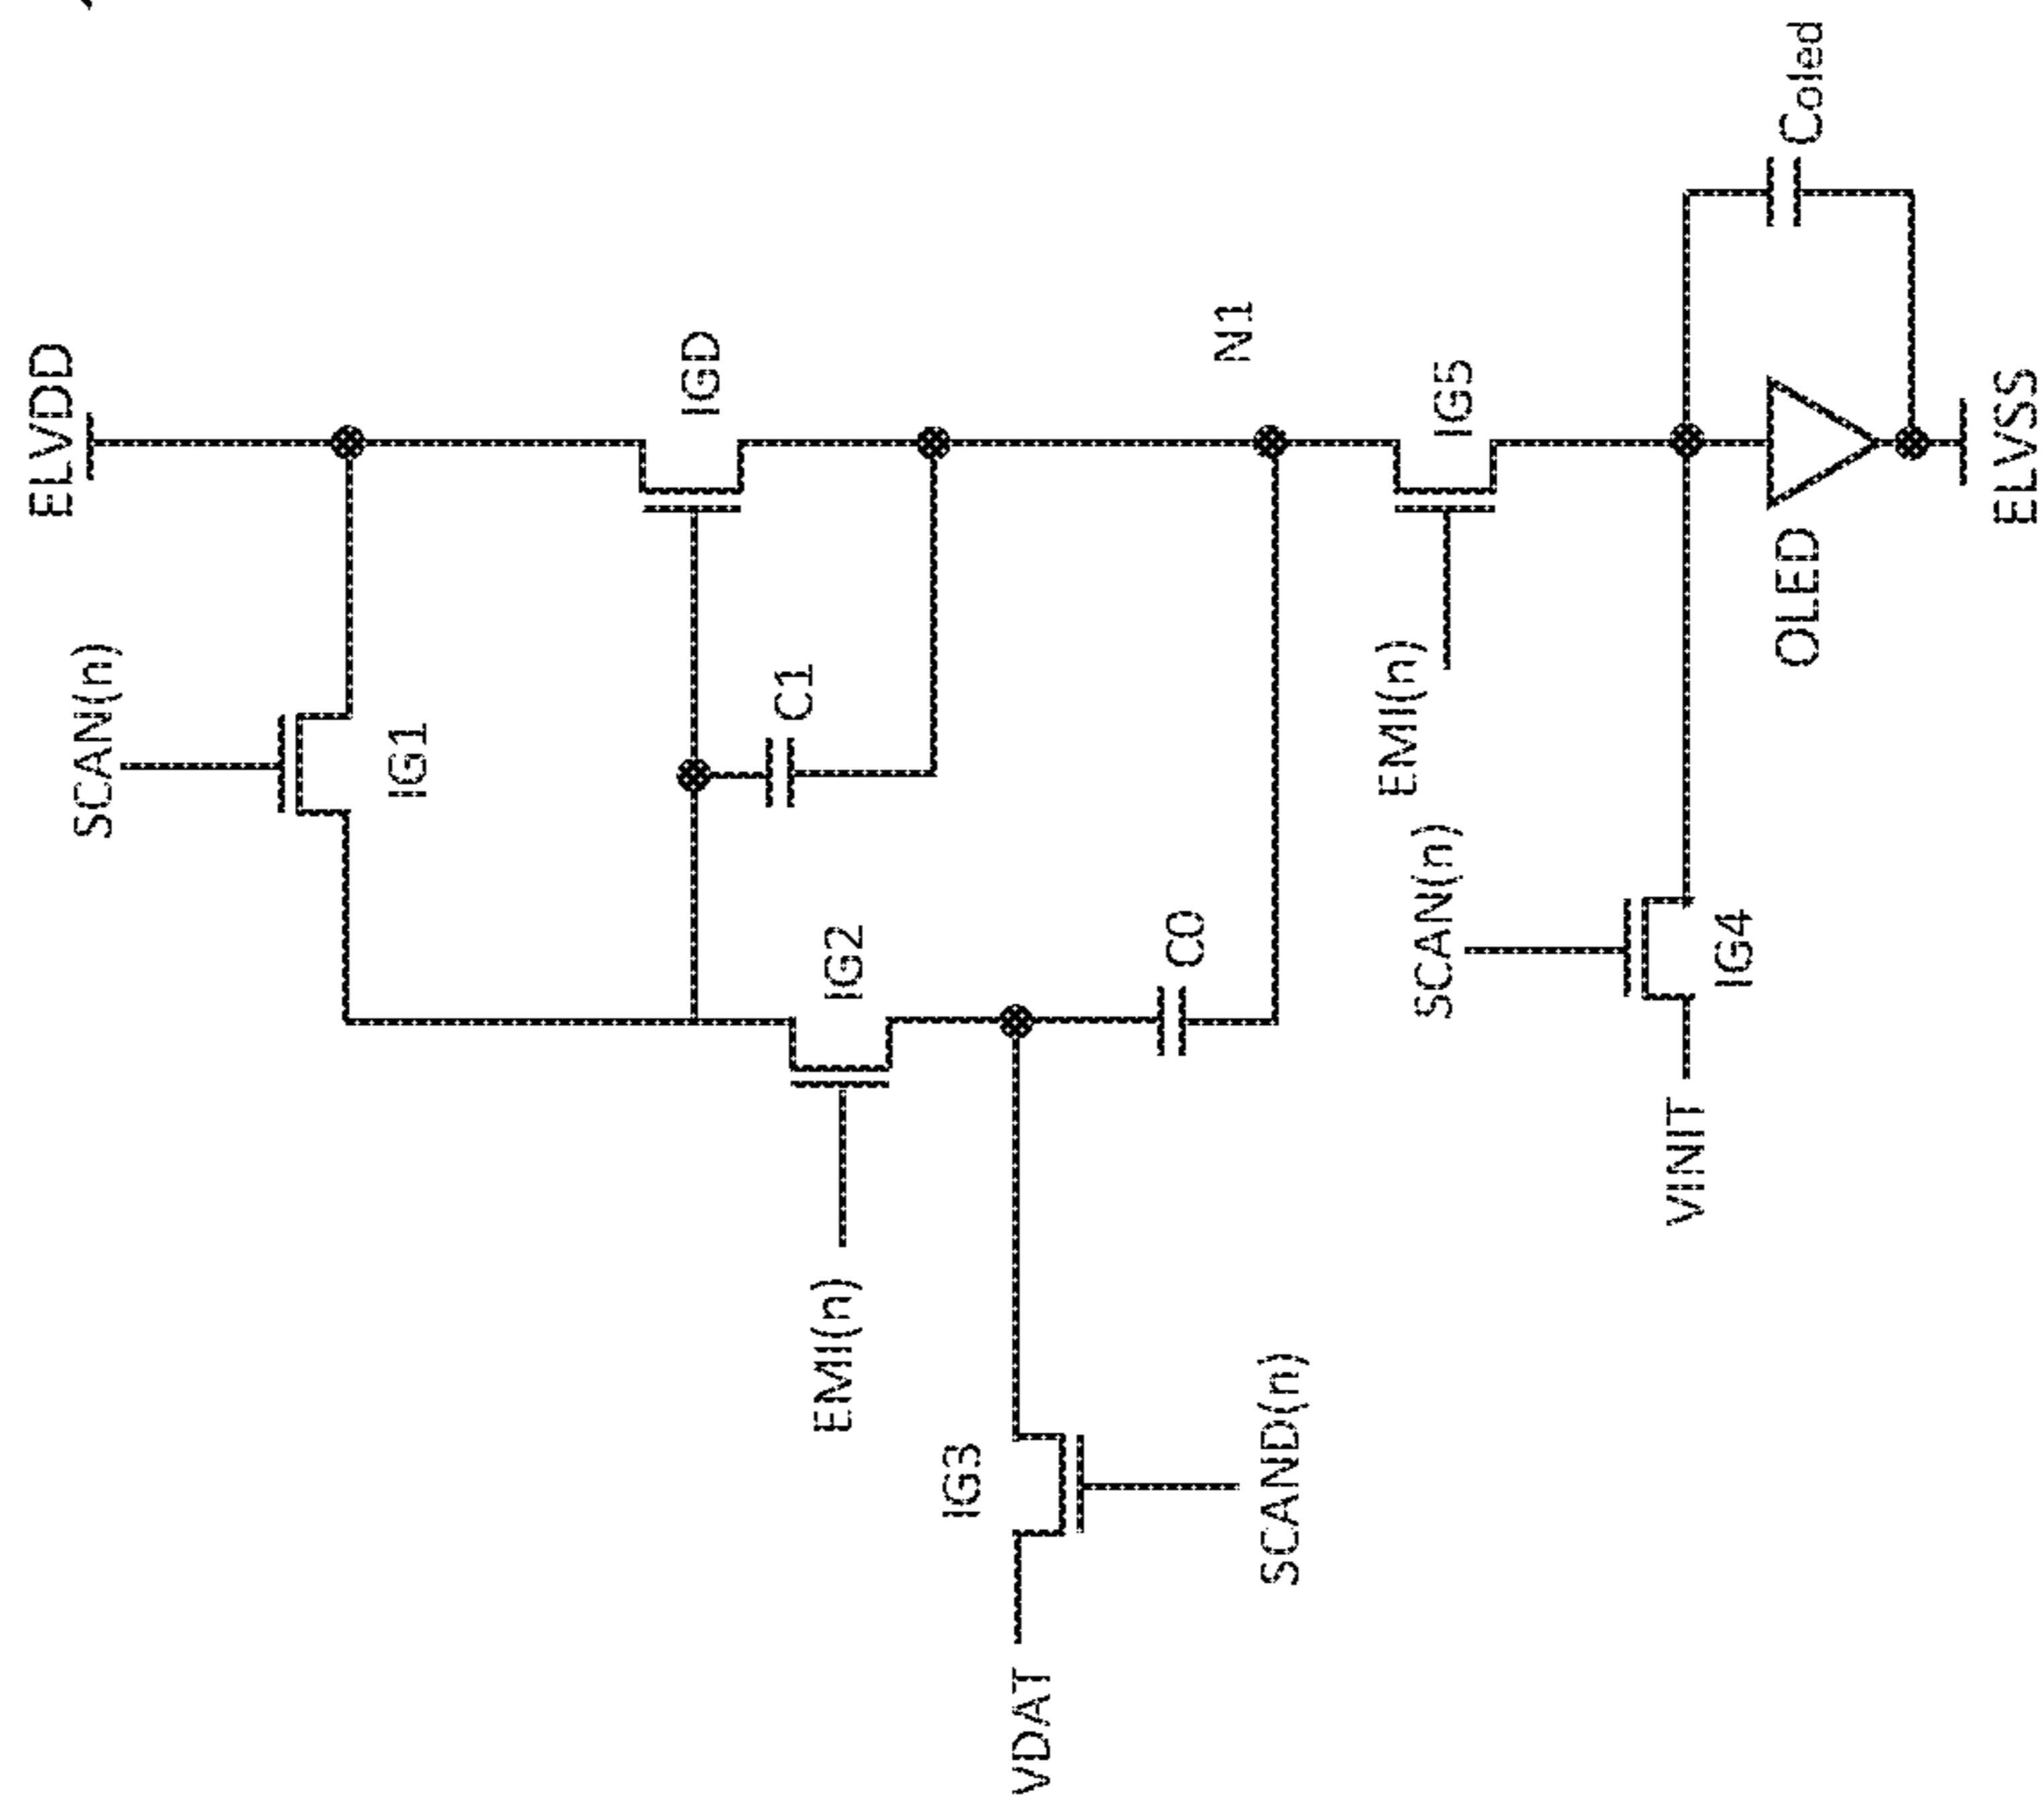 ELVDD
SCAN(n)
IG1
IGD
C1
N1
IG2
EMI(n)
C0
IG5
EMI(n)
SCAN(n)
IG3
VDAT
SCAND(n)
IG4
VINIT
OLED
Coled
ELVSS